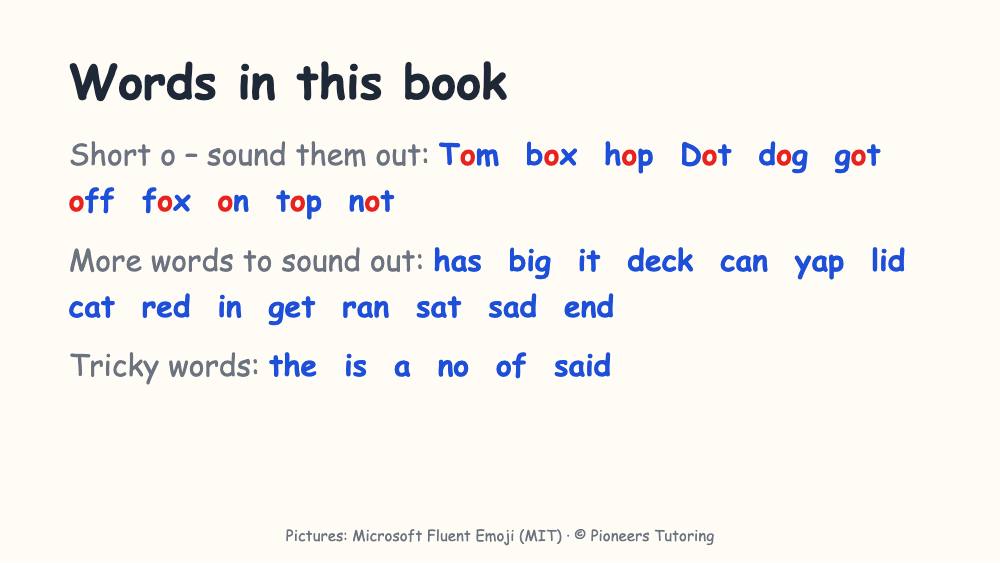 Words in this book
Short o – sound them out: Tom box hop Dot dog got
off fox on top not
More words to sound out: has big it deck can yap lid
cat red in get ran sat sad end
Tricky words: the is a no of said
Pictures: Microsoft Fluent Emoji (MIT) · © Pioneers Tutoring